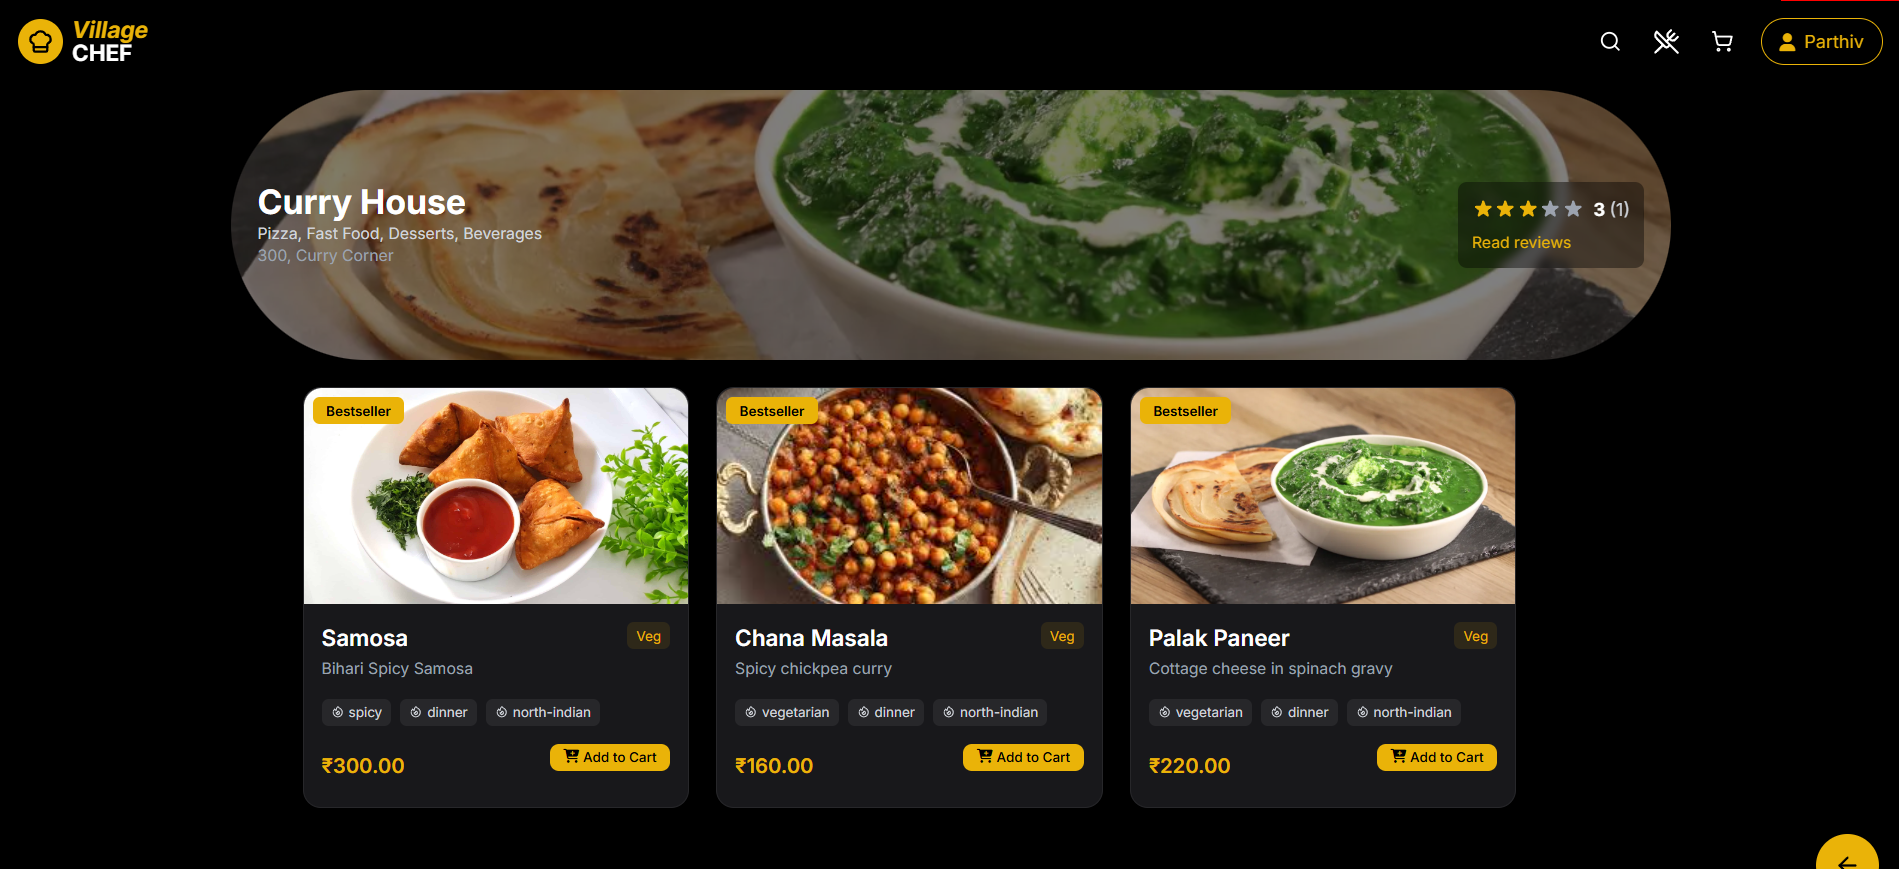 Village
CHEF
Parthiv
Curry House
Pizza, Fast Food, Desserts, Beverages
300, Curry Corner
3 (1)
Read reviews
Bestseller
Samosa
Veg
Bihari Spicy Samosa
spicy
dinner
north-indian
₹300.00
Add to Cart
Bestseller
Chana Masala
Veg
Spicy chickpea curry
vegetarian
dinner
north-indian
₹160.00
Add to Cart
Bestseller
Palak Paneer
Veg
Cottage cheese in spinach gravy
vegetarian
dinner
north-indian
₹220.00
Add to Cart